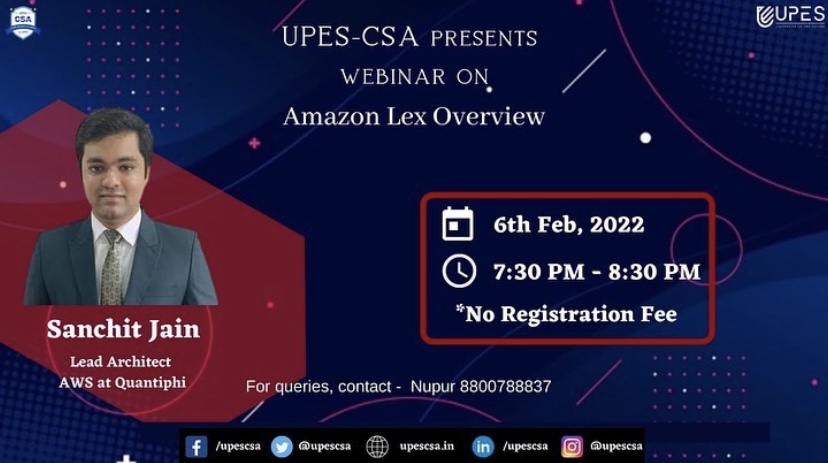 CSA
UPES
UPES-CSA PRESENTS
WEBINAR ON
Amazon Lex Overview
6th Feb, 2022
7:30 PM - 8:30 PM
*No Registration Fee
Sanchit Jain
Lead Architect
AWS at Quantiphi
For queries, contact - Nupur 8800788837
/upescsa @upescsa upescsa.in /upescsa @upescsa